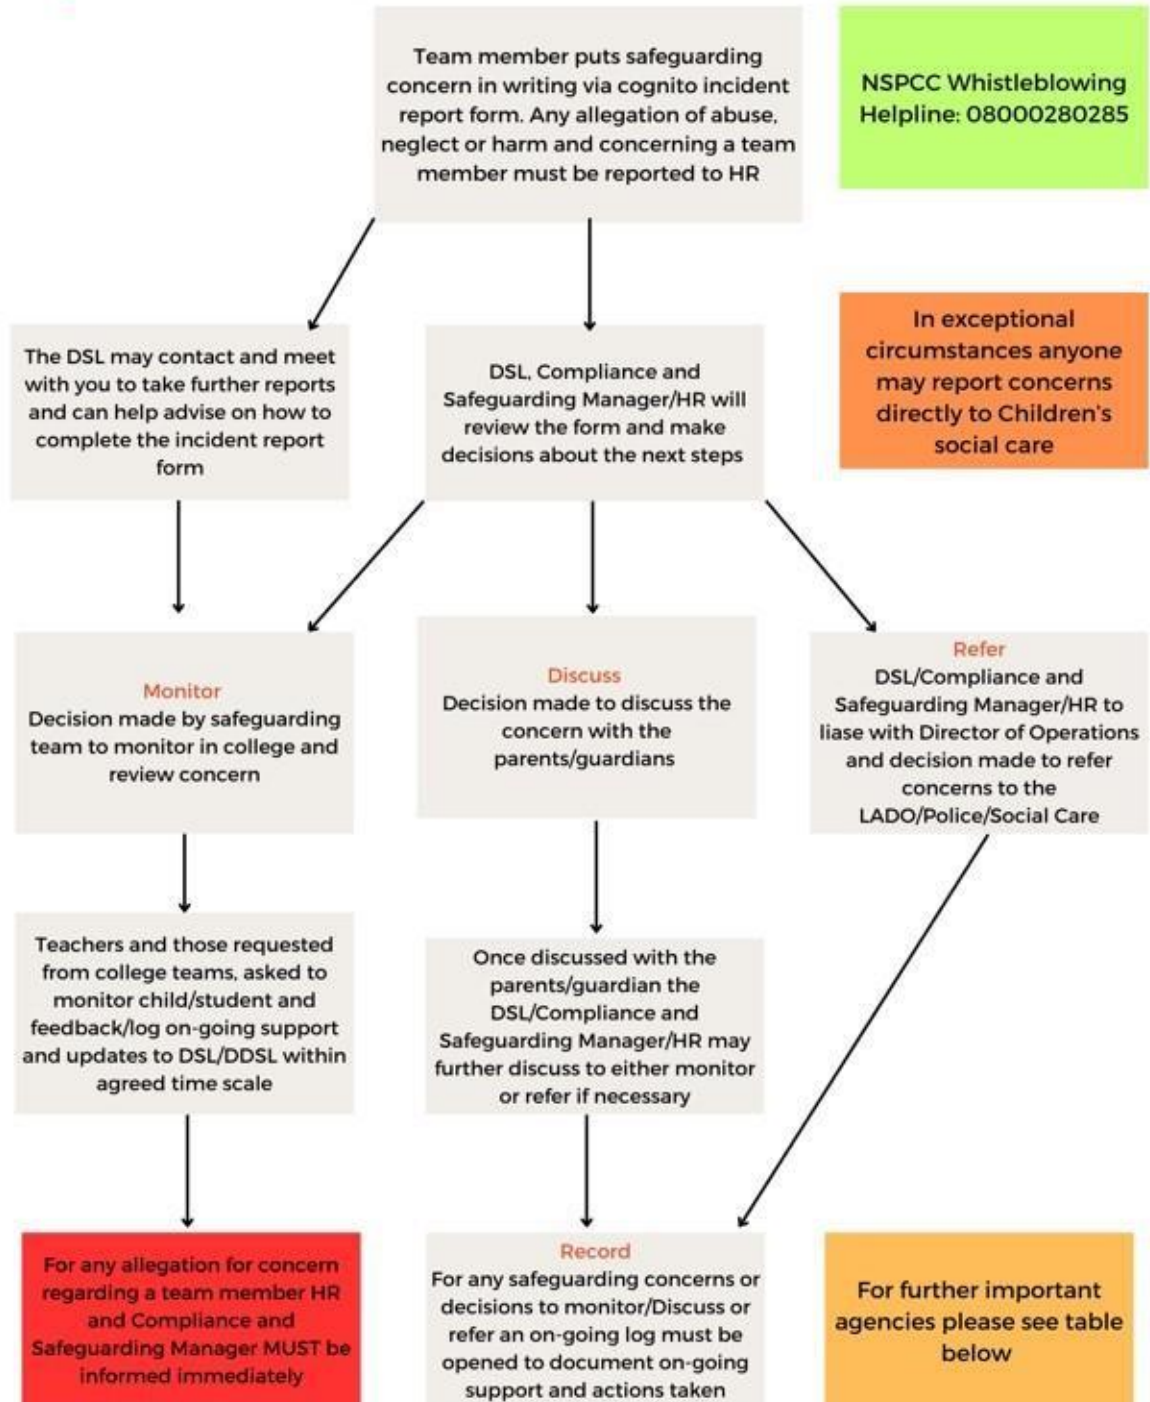 Team member puts safeguarding
concern in writing via cognito incident
report form. Any allegation of abuse,
neglect or harm and concerning a team
member must be reported to HR
NSPCC Whistleblowing
Helpline: 08000280285
The DSL may contact and meet
with you to take further reports
and can help advise on how to
complete the incident report
form
DSL, Compliance and
Safeguarding Manager/HR will
review the form and make
decisions about the next steps
In exceptional
circumstances anyone
may report concerns
directly to Children's
social care
Monitor
Decision made by safeguarding
team to monitor in college and
review concern
Discuss
Decision made to discuss the
concern with the
parents/guardians
Refer
DSL/Compliance and
Safeguarding Manager/HR to
liase with Director of Operations
and decision made to refer
concerns to the
LADO/Police/Social Care
Teachers and those requested
from college teams, asked to
monitor child/student and
feedback/log on-going support
and updates to DSL/DDSL within
agreed time scale
Once discussed with the
parents/guardian the
DSL/Compliance and
Safeguarding Manager/HR may
further discuss to either monitor
or refer if necessary
For any allegation for concern
regarding a team member HR
and Compliance and
Safeguarding Manager MUST be
informed immediately
Record
For any safeguarding concerns or
decisions to monitor/Discuss or
refer an on-going log must be
opened to document on-going
support and actions taken
For further important
agencies please see table
below